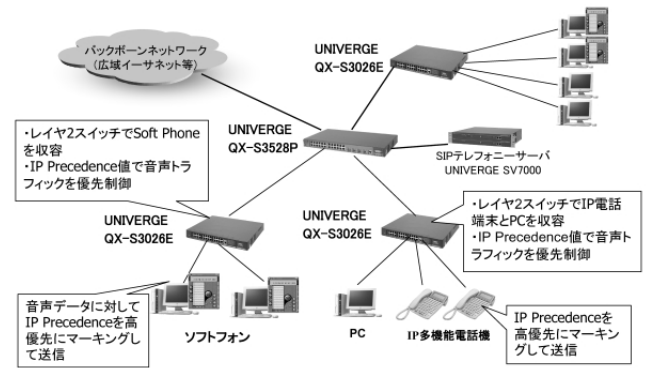 バックボーンネットワーク
(広域イーサネット等)
UNIVERGE
QX-S3026E
・レイヤ2スイッチでSoft Phone
を収容
・IP Precedence値で音声トラ
フィックを優先制御
UNIVERGE
QX-S3528P
SIPテレフォニーサーバ
UNIVERGE SV7000
UNIVERGE
QX-S3026E
UNIVERGE
QX-S3026E
・レイヤ2スイッチでIP電話
端末とPCを収容
・IP Precedence値で音声ト
ラフィックを優先制御
音声データに対して
IP Precedenceを高
優先にマーキングし
て送信
ソフトフォン
PC
IP多機能電話機
IP Precedenceを
高優先にマーキン
グして送信